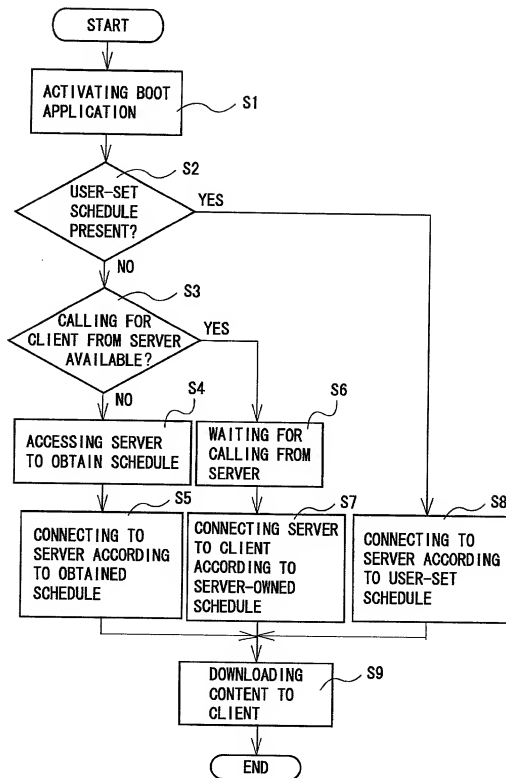 START
ACTIVATING BOOT
APPLICATION
S1
S2
USER-SET
SCHEDULE
PRESENT?
YES
NO
S3
CALLING FOR
CLIENT FROM SERVER
AVAILABLE?
YES
NO
S4
ACCESSING SERVER
TO OBTAIN SCHEDULE
S6
WAITING FOR
CALLING FROM
SERVER
S5
CONNECTING TO
SERVER ACCORDING
TO OBTAINED
SCHEDULE
S7
CONNECTING SERVER
TO CLIENT
ACCORDING TO
SERVER-OWNED
SCHEDULE
S8
CONNECTING TO
SERVER ACCORDING
TO USER-SET
SCHEDULE
S9
DOWNLOADING
CONTENT TO
CLIENT
END